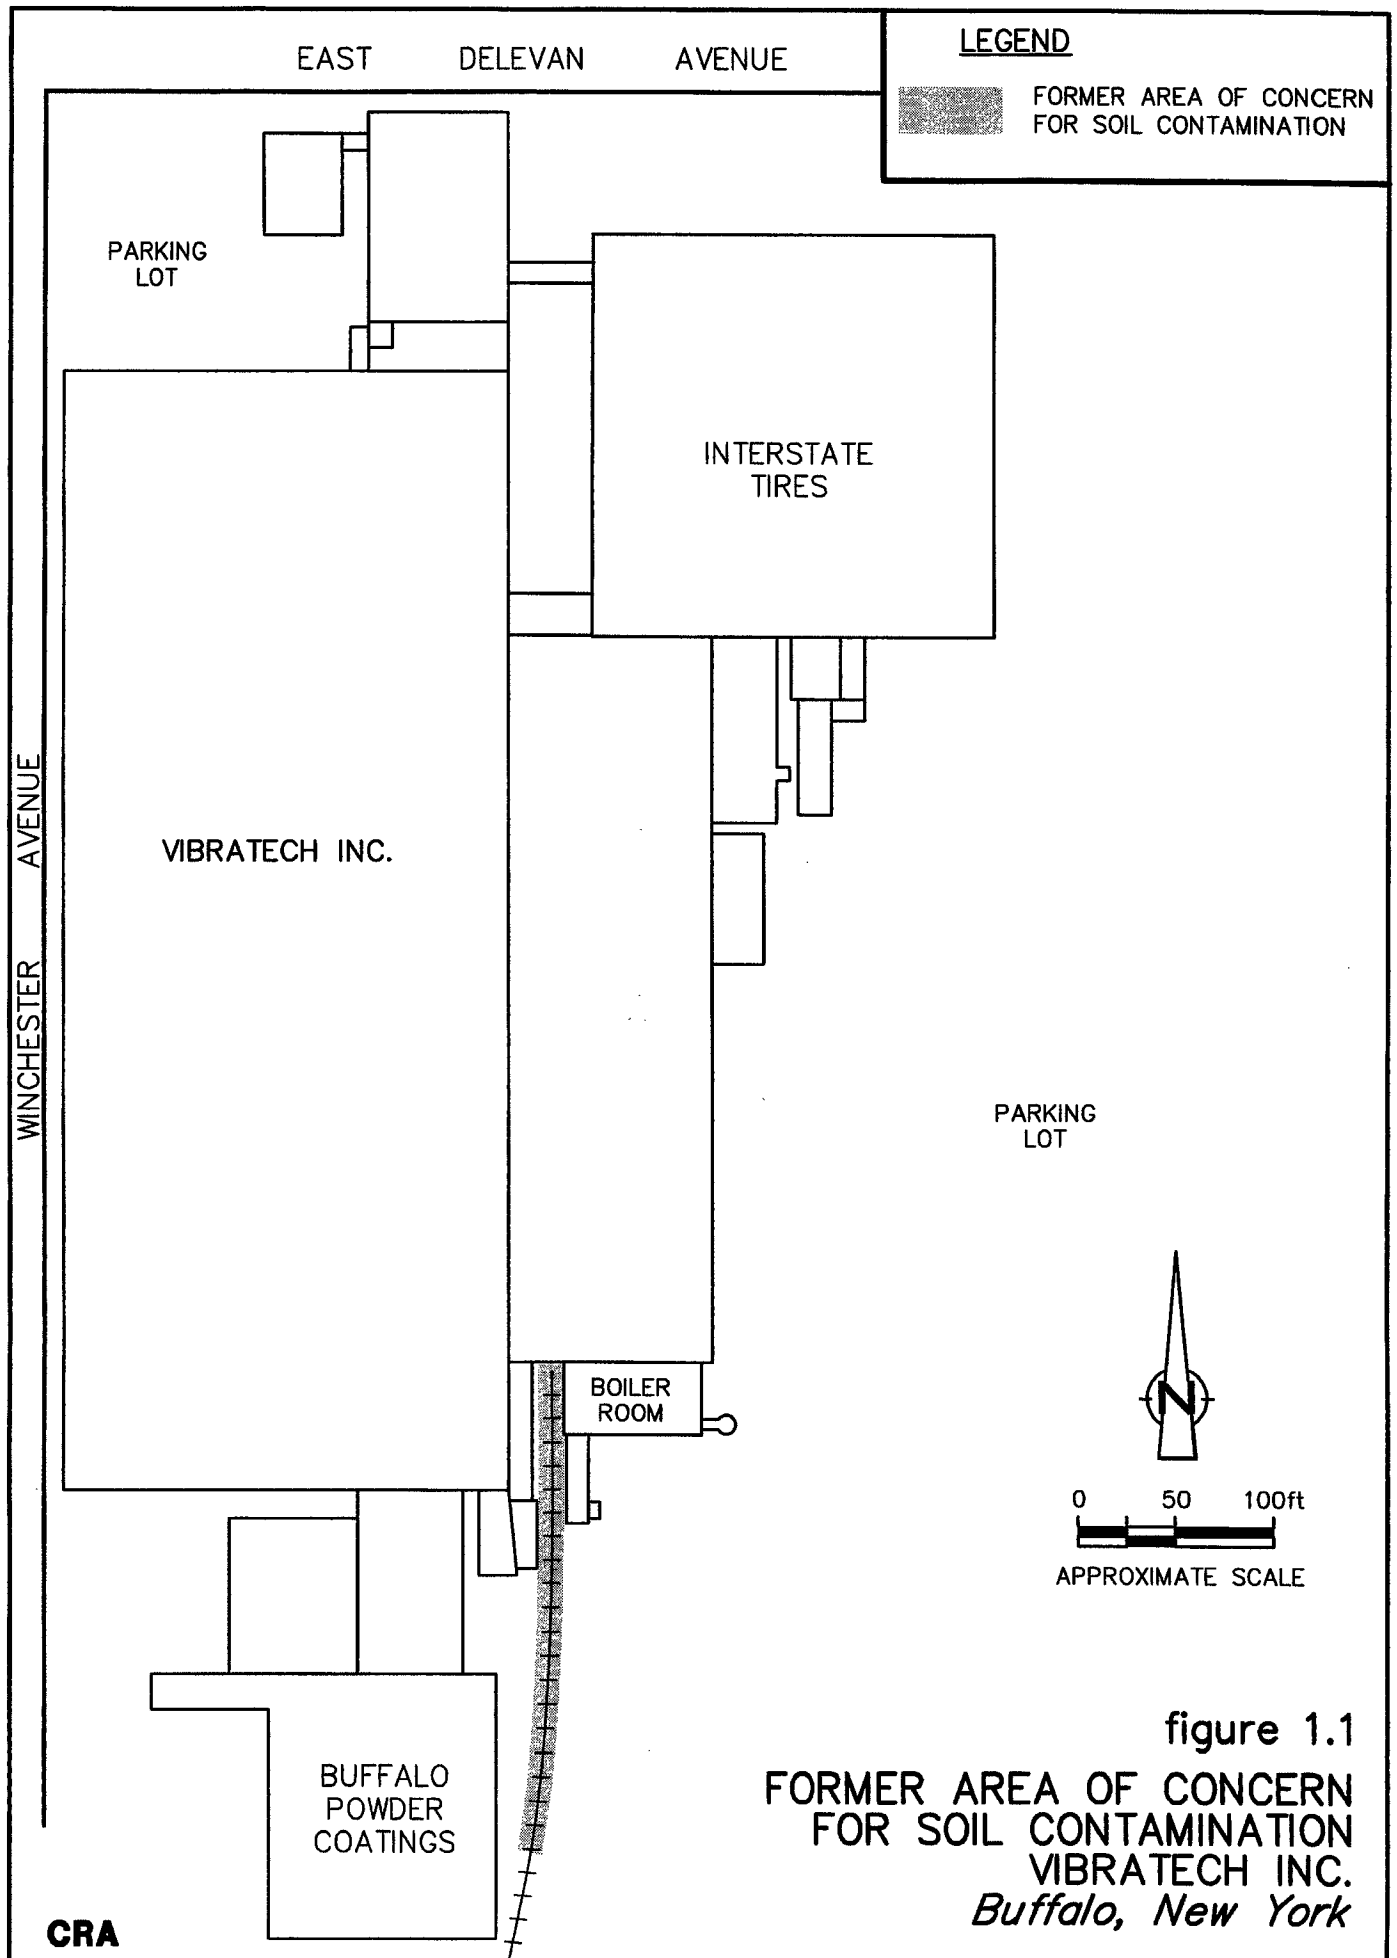 EAST DELEVAN AVENUE
LEGEND
FORMER AREA OF CONCERN
FOR SOIL CONTAMINATION
PARKING
LOT
INTERSTATE
TIRES
WINCHESTER AVENUE
VIBRATECH INC.
PARKING
LOT
BOILER
ROOM
N
0 50 100ft
APPROXIMATE SCALE
BUFFALO
POWDER
COATINGS
figure 1.1
FORMER AREA OF CONCERN
FOR SOIL CONTAMINATION
VIBRATECH INC.
Buffalo, New York
CRA